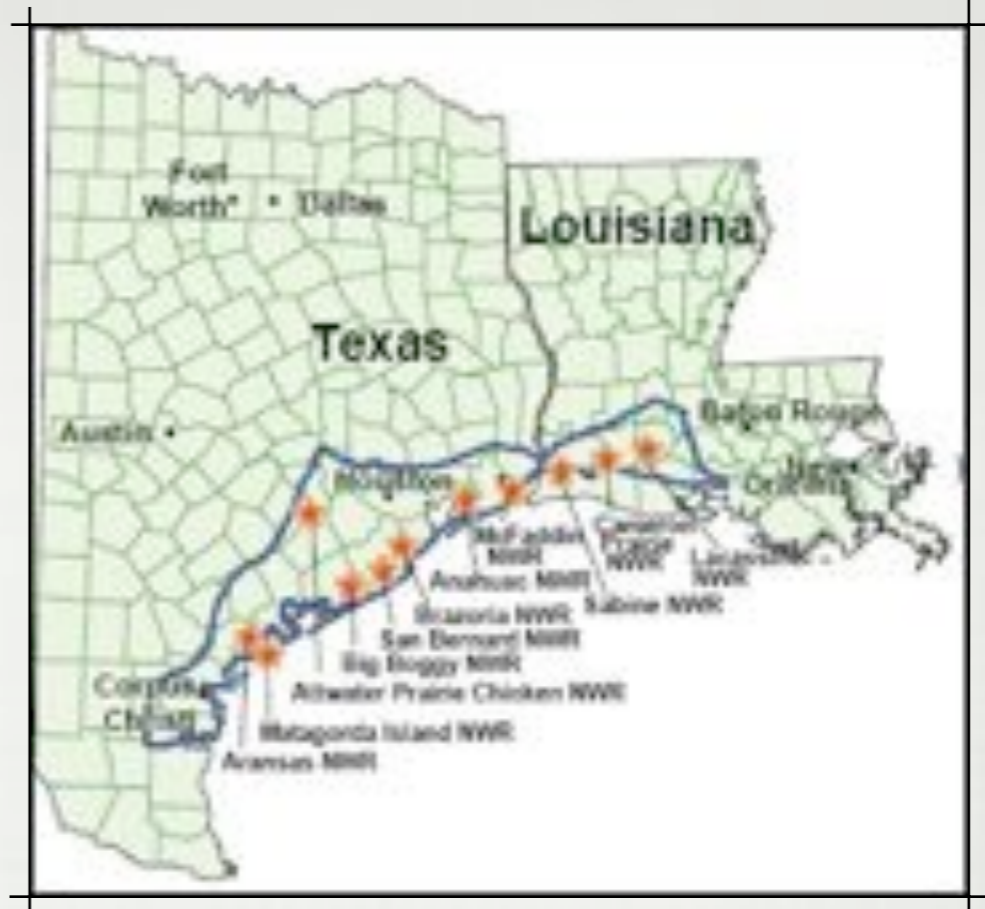 Fort
Worth
Dallas
Louisiana
Texas
Austin
Baton Rouge
Houston
New
Orleans
McFaddin
NWR
Cameron
Prairie
NWR
Lacassine
NWR
Anahuac NWR
Sabine NWR
Brazoria NWR
San Bernard NWR
Big Boggy NWR
Attwater Prairie Chicken NWR
Corpus
Christi
Matagorda Island NWR
Aransas NWR